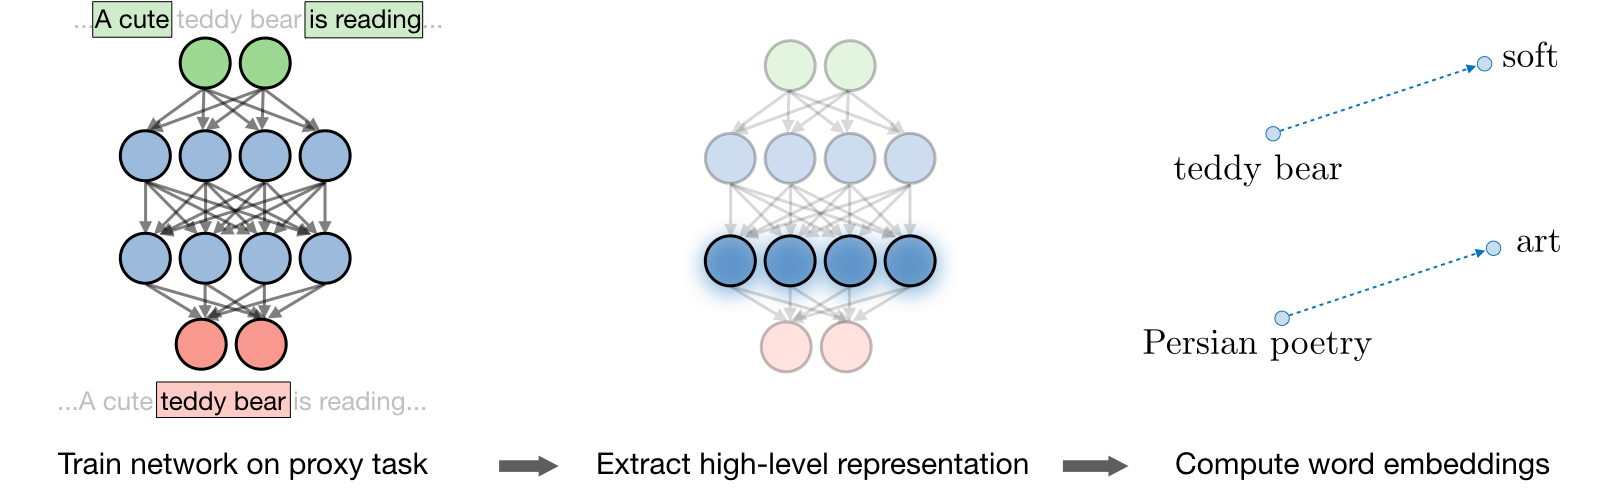 ...A cute teddy bear is reading...
...A cute teddy bear is reading...
soft
teddy bear
art
Persian poetry
Train network on proxy task
Extract high-level representation
Compute word embeddings